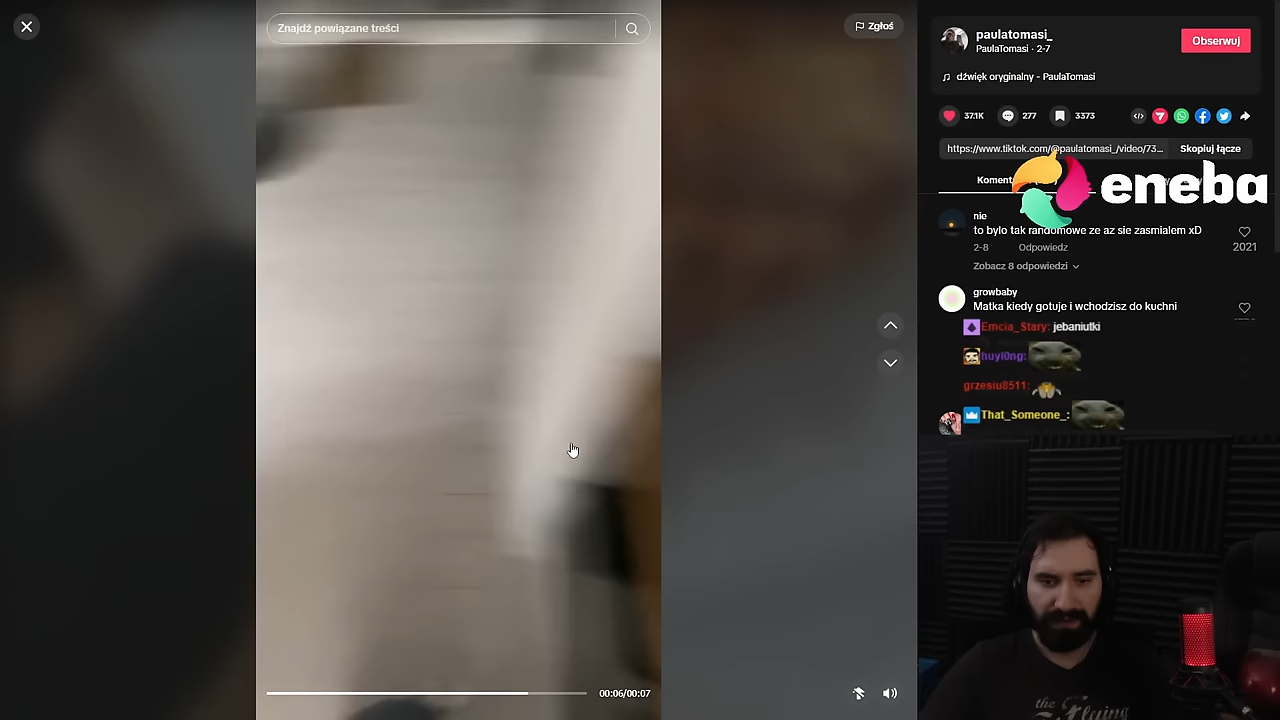 Znajdź powiązane treści
Zgłoś
paulatomasi_
PaulaTomasi · 2-7
Obserwuj
dźwięk oryginalny - PaulaTomasi
37.1K
277
3373
https://www.tiktok.com/@paulatomasi_/video/73...
Skopiuj łącze
eneba
nie
to bylo tak randomowe ze az sie zasmialem xD
2-8 Odpowiedz
2021
Zobacz 8 odpowiedzi
growbaby
Matka kiedy gotuje i wchodzisz do kuchni
Emcia_Stary: jebaniutki
huyl0ng:
grzesiu8511:
That_Someone_:
00:06/00:07
the Flying